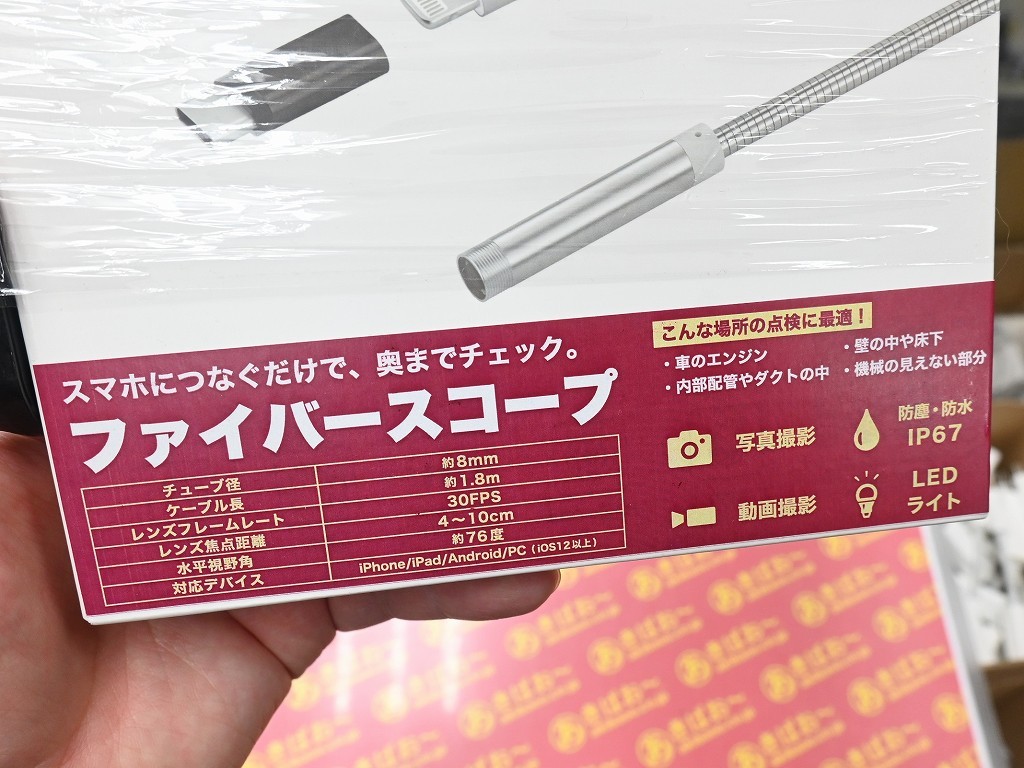 スマホにつなぐだけで、奥までチェック。
ファイバースコープ
チューブ径 約8mm
ケーブル長 約1.8m
レンズフレームレート 30FPS
レンズ焦点距離 4〜10cm
水平視野角 約76度
対応デバイス iPhone/iPad/Android/PC (iOS12以上)
こんな場所の点検に最適！
・車のエンジン
・内部配管やダクトの中
・壁の中や床下
・機械の見えない部分
写真撮影
防塵・防水
IP67
動画撮影
LED
ライト
あきばお〜